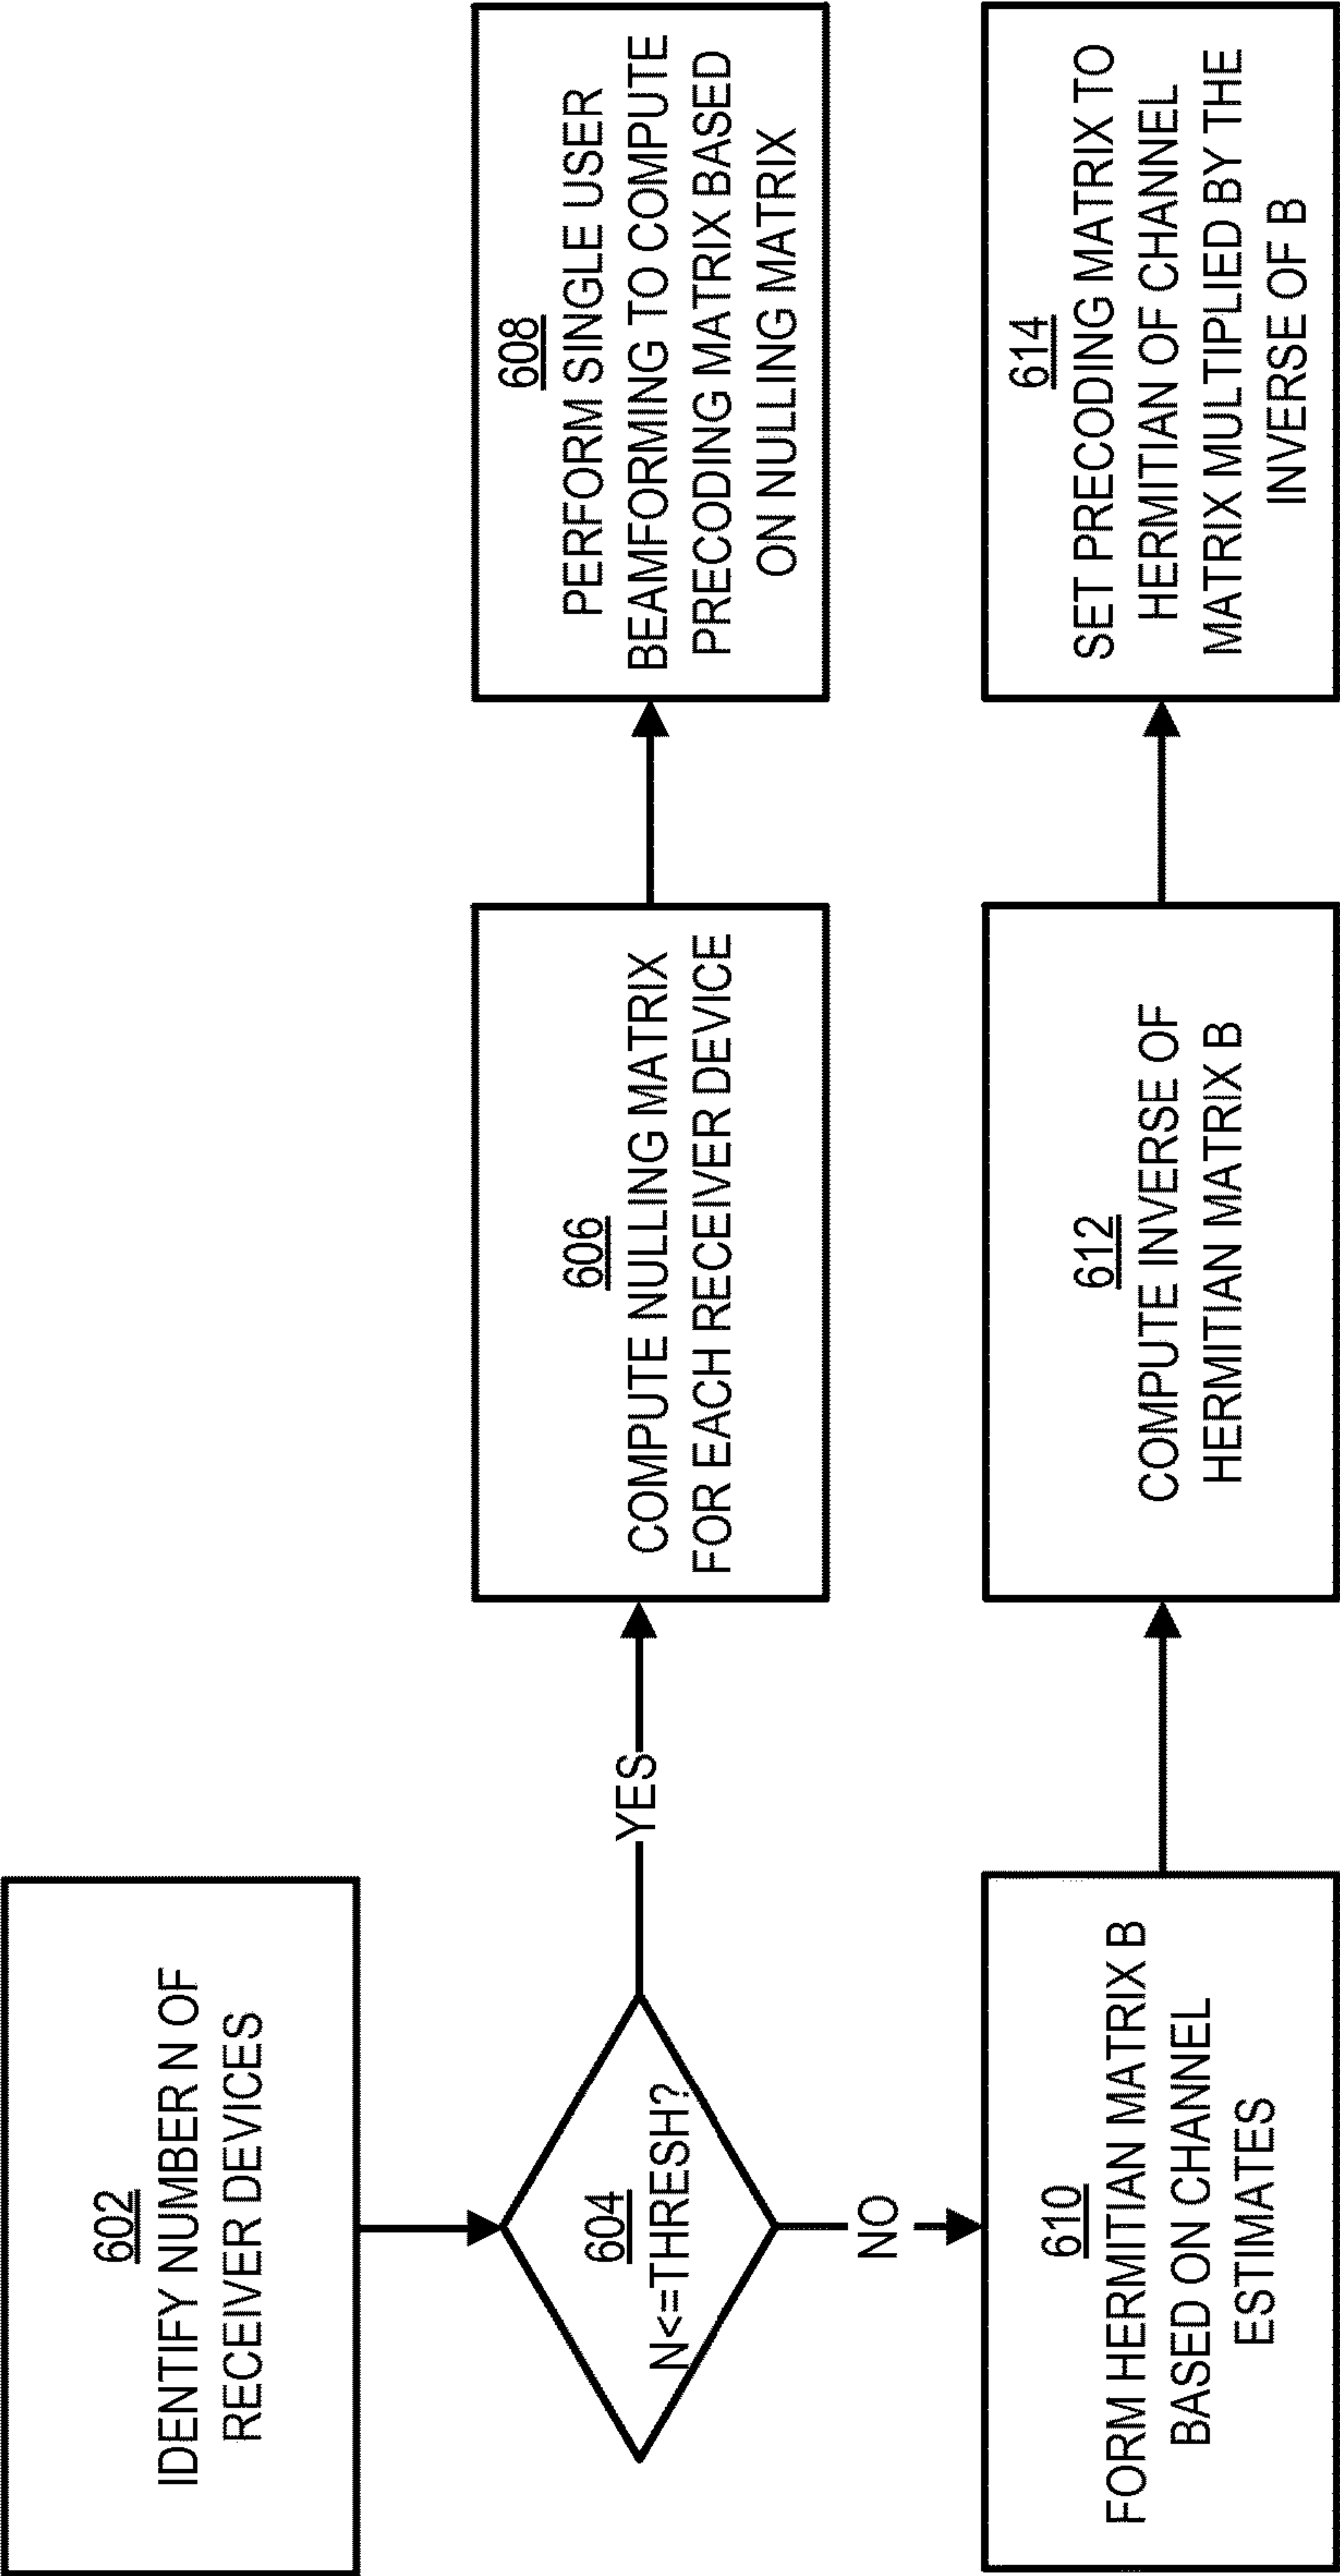 602
IDENTIFY NUMBER N OF
RECEIVER DEVICES
604
N<=THRESH?
YES
606
COMPUTE NULLING MATRIX
FOR EACH RECEIVER DEVICE
608
PERFORM SINGLE USER
BEAMFORMING TO COMPUTE
PRECODING MATRIX BASED
ON NULLING MATRIX
NO
610
FORM HERMITIAN MATRIX B
BASED ON CHANNEL
ESTIMATES
612
COMPUTE INVERSE OF
HERMITIAN MATRIX B
614
SET PRECODING MATRIX TO
HERMITIAN OF CHANNEL
MATRIX MULTIPLIED BY THE
INVERSE OF B